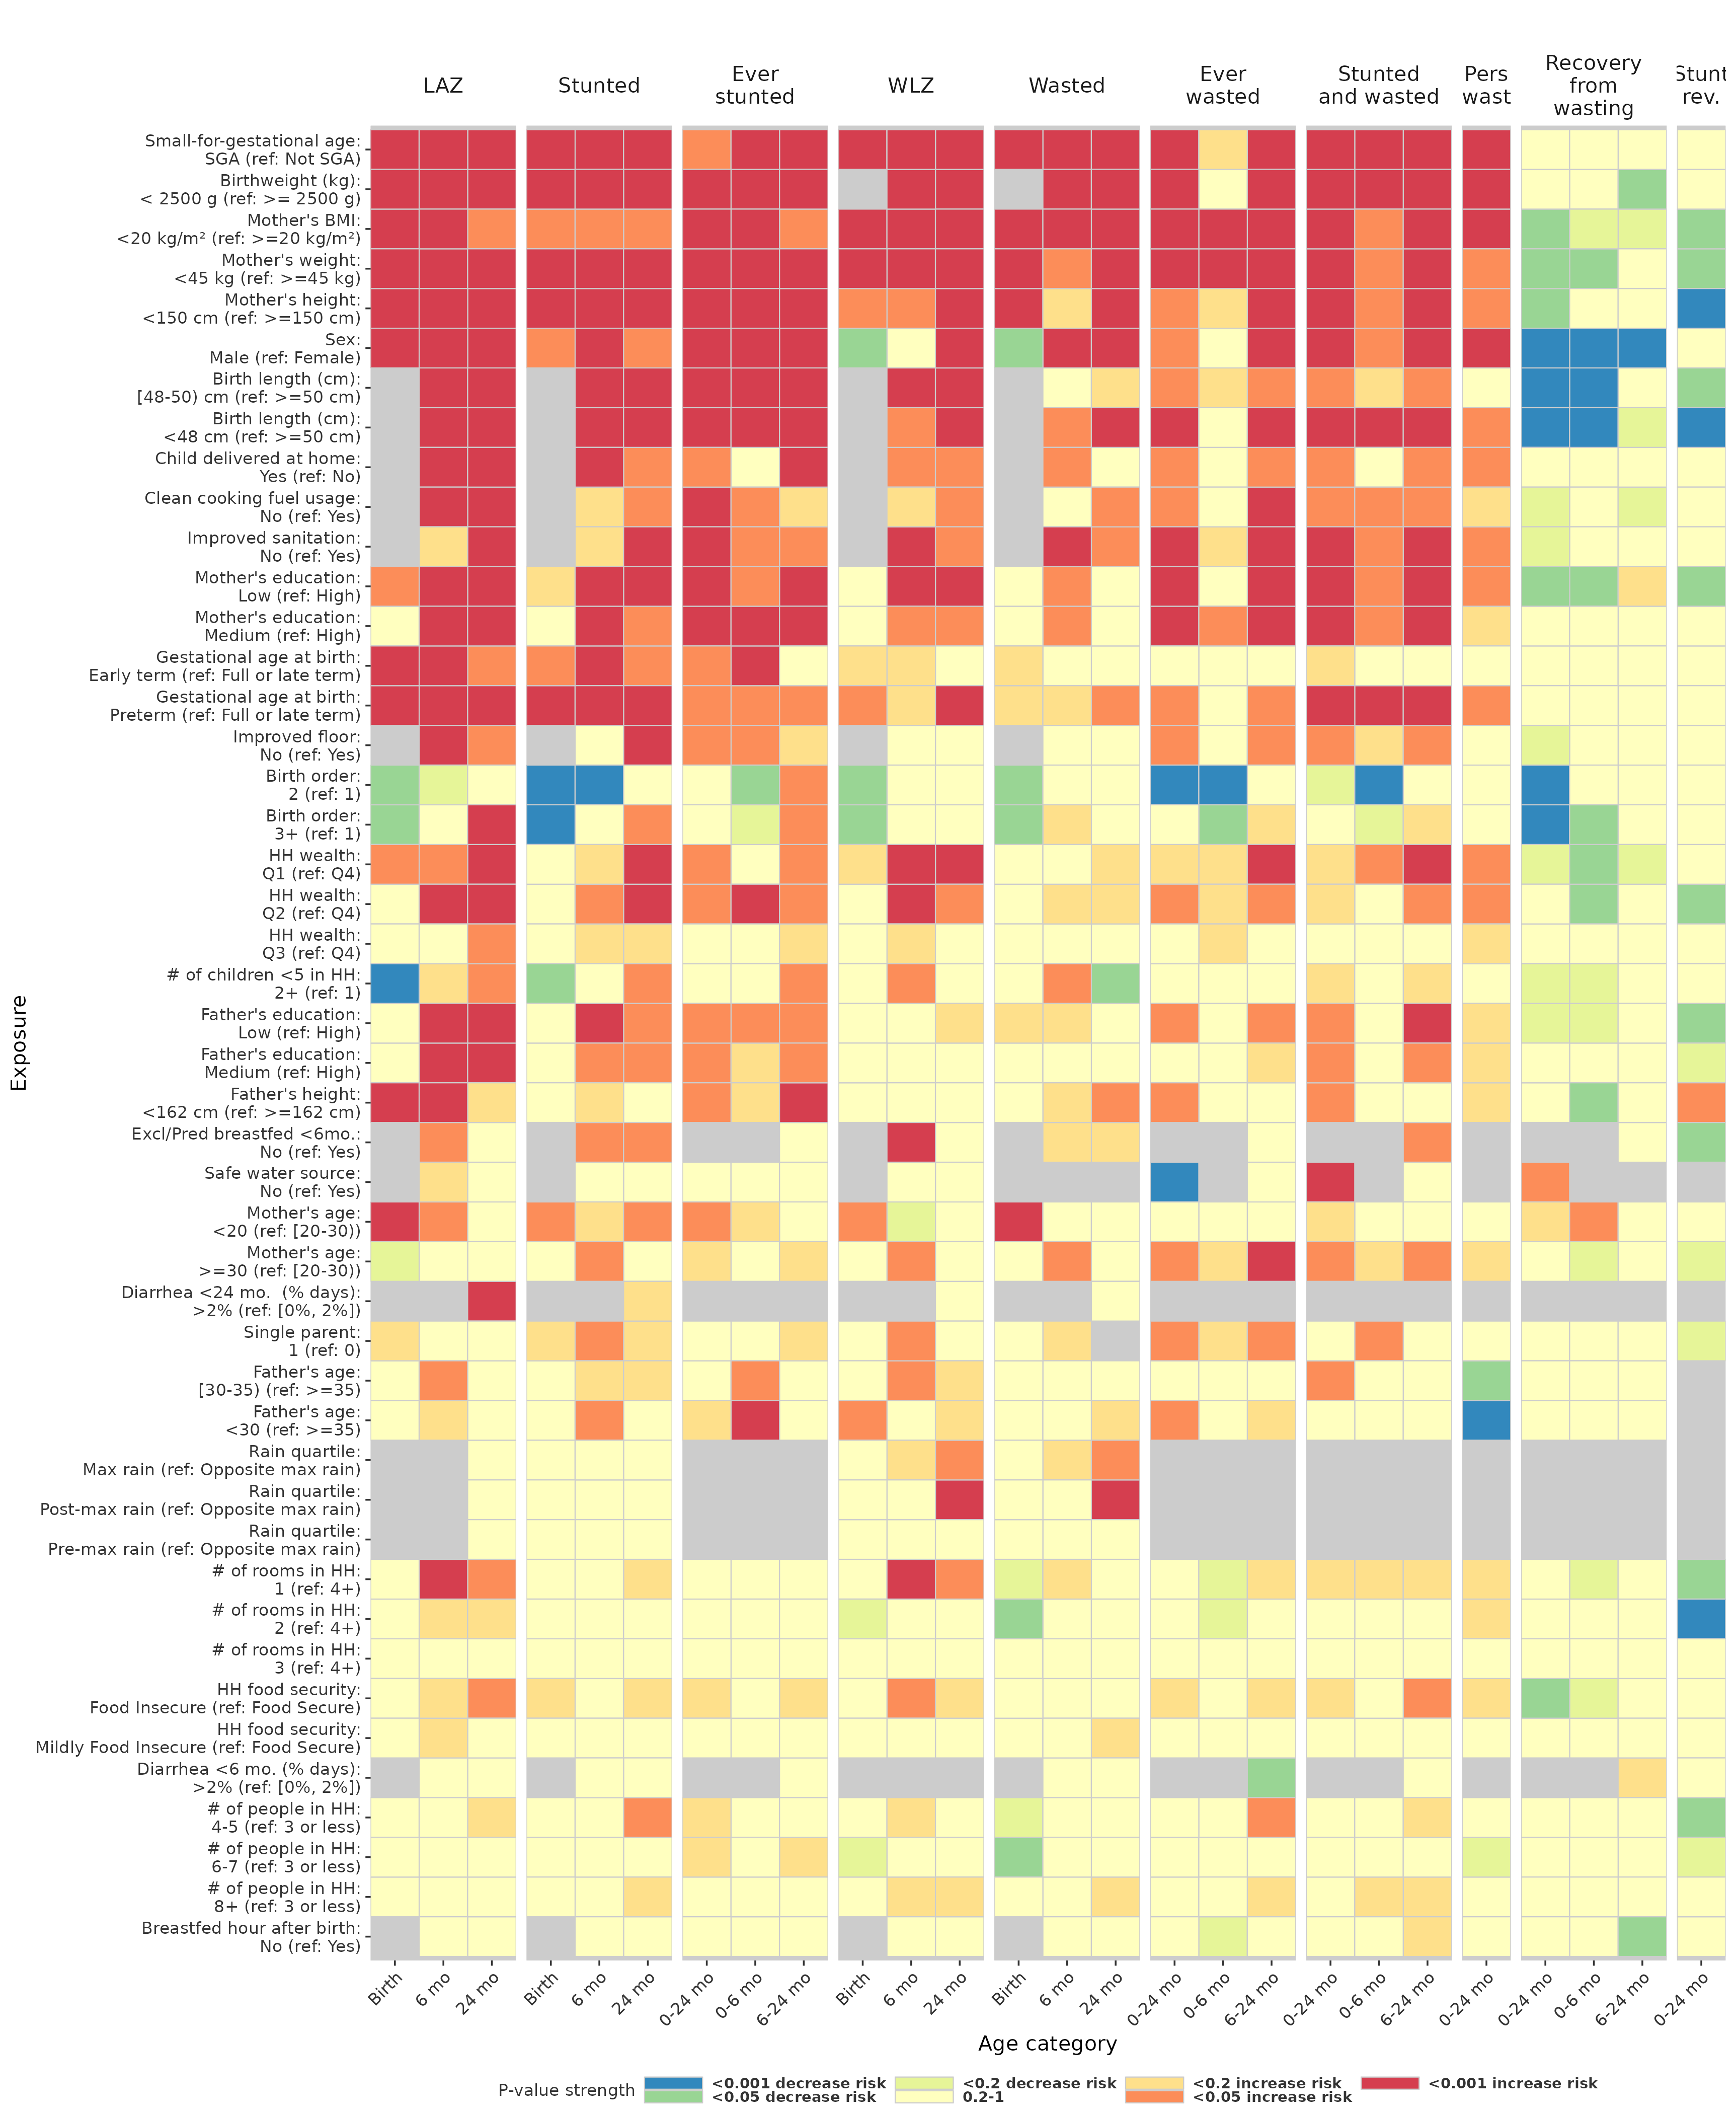 LAZ
Stunted
Ever
stunted
WLZ
Wasted
Ever
wasted
Stunted
and wasted
Pers
wast
Recovery
from
wasting
Stunt
rev.
Exposure
Small-for-gestational age:
SGA (ref: Not SGA)
Birthweight (kg):
< 2500 g (ref: >= 2500 g)
Mother's BMI:
<20 kg/m² (ref: >=20 kg/m²)
Mother's weight:
<45 kg (ref: >=45 kg)
Mother's height:
<150 cm (ref: >=150 cm)
Sex:
Male (ref: Female)
Birth length (cm):
[48-50) cm (ref: >=50 cm)
Birth length (cm):
<48 cm (ref: >=50 cm)
Child delivered at home:
Yes (ref: No)
Clean cooking fuel usage:
No (ref: Yes)
Improved sanitation:
No (ref: Yes)
Mother's education:
Low (ref: High)
Mother's education:
Medium (ref: High)
Gestational age at birth:
Early term (ref: Full or late term)
Gestational age at birth:
Preterm (ref: Full or late term)
Improved floor:
No (ref: Yes)
Birth order:
2 (ref: 1)
Birth order:
3+ (ref: 1)
HH wealth:
Q1 (ref: Q4)
HH wealth:
Q2 (ref: Q4)
HH wealth:
Q3 (ref: Q4)
# of children <5 in HH:
2+ (ref: 1)
Father's education:
Low (ref: High)
Father's education:
Medium (ref: High)
Father's height:
<162 cm (ref: >=162 cm)
Excl/Pred breastfed <6mo.:
No (ref: Yes)
Safe water source:
No (ref: Yes)
Mother's age:
<20 (ref: [20-30))
Mother's age:
>=30 (ref: [20-30))
Diarrhea <24 mo.  (% days):
>2% (ref: [0%, 2%])
Single parent:
1 (ref: 0)
Father's age:
[30-35) (ref: >=35)
Father's age:
<30 (ref: >=35)
Rain quartile:
Max rain (ref: Opposite max rain)
Rain quartile:
Post-max rain (ref: Opposite max rain)
Rain quartile:
Pre-max rain (ref: Opposite max rain)
# of rooms in HH:
1 (ref: 4+)
# of rooms in HH:
2 (ref: 4+)
# of rooms in HH:
3 (ref: 4+)
HH food security:
Food Insecure (ref: Food Secure)
HH food security:
Mildly Food Insecure (ref: Food Secure)
Diarrhea <6 mo. (% days):
>2% (ref: [0%, 2%])
# of people in HH:
4-5 (ref: 3 or less)
# of people in HH:
6-7 (ref: 3 or less)
# of people in HH:
8+ (ref: 3 or less)
Breastfed hour after birth:
No (ref: Yes)
Birth 6 mo 24 mo Birth 6 mo 24 mo 0-24 mo 0-6 mo 6-24 mo Birth 6 mo 24 mo Birth 6 mo 24 mo 0-24 mo 0-6 mo 6-24 mo 0-24 mo 0-6 mo 6-24 mo 0-24 mo 0-24 mo 0-6 mo 6-24 mo 0-24 mo
Age category
P-value strength
<0.001 decrease risk
<0.05 decrease risk
<0.2 decrease risk
0.2-1
<0.2 increase risk
<0.05 increase risk
<0.001 increase risk